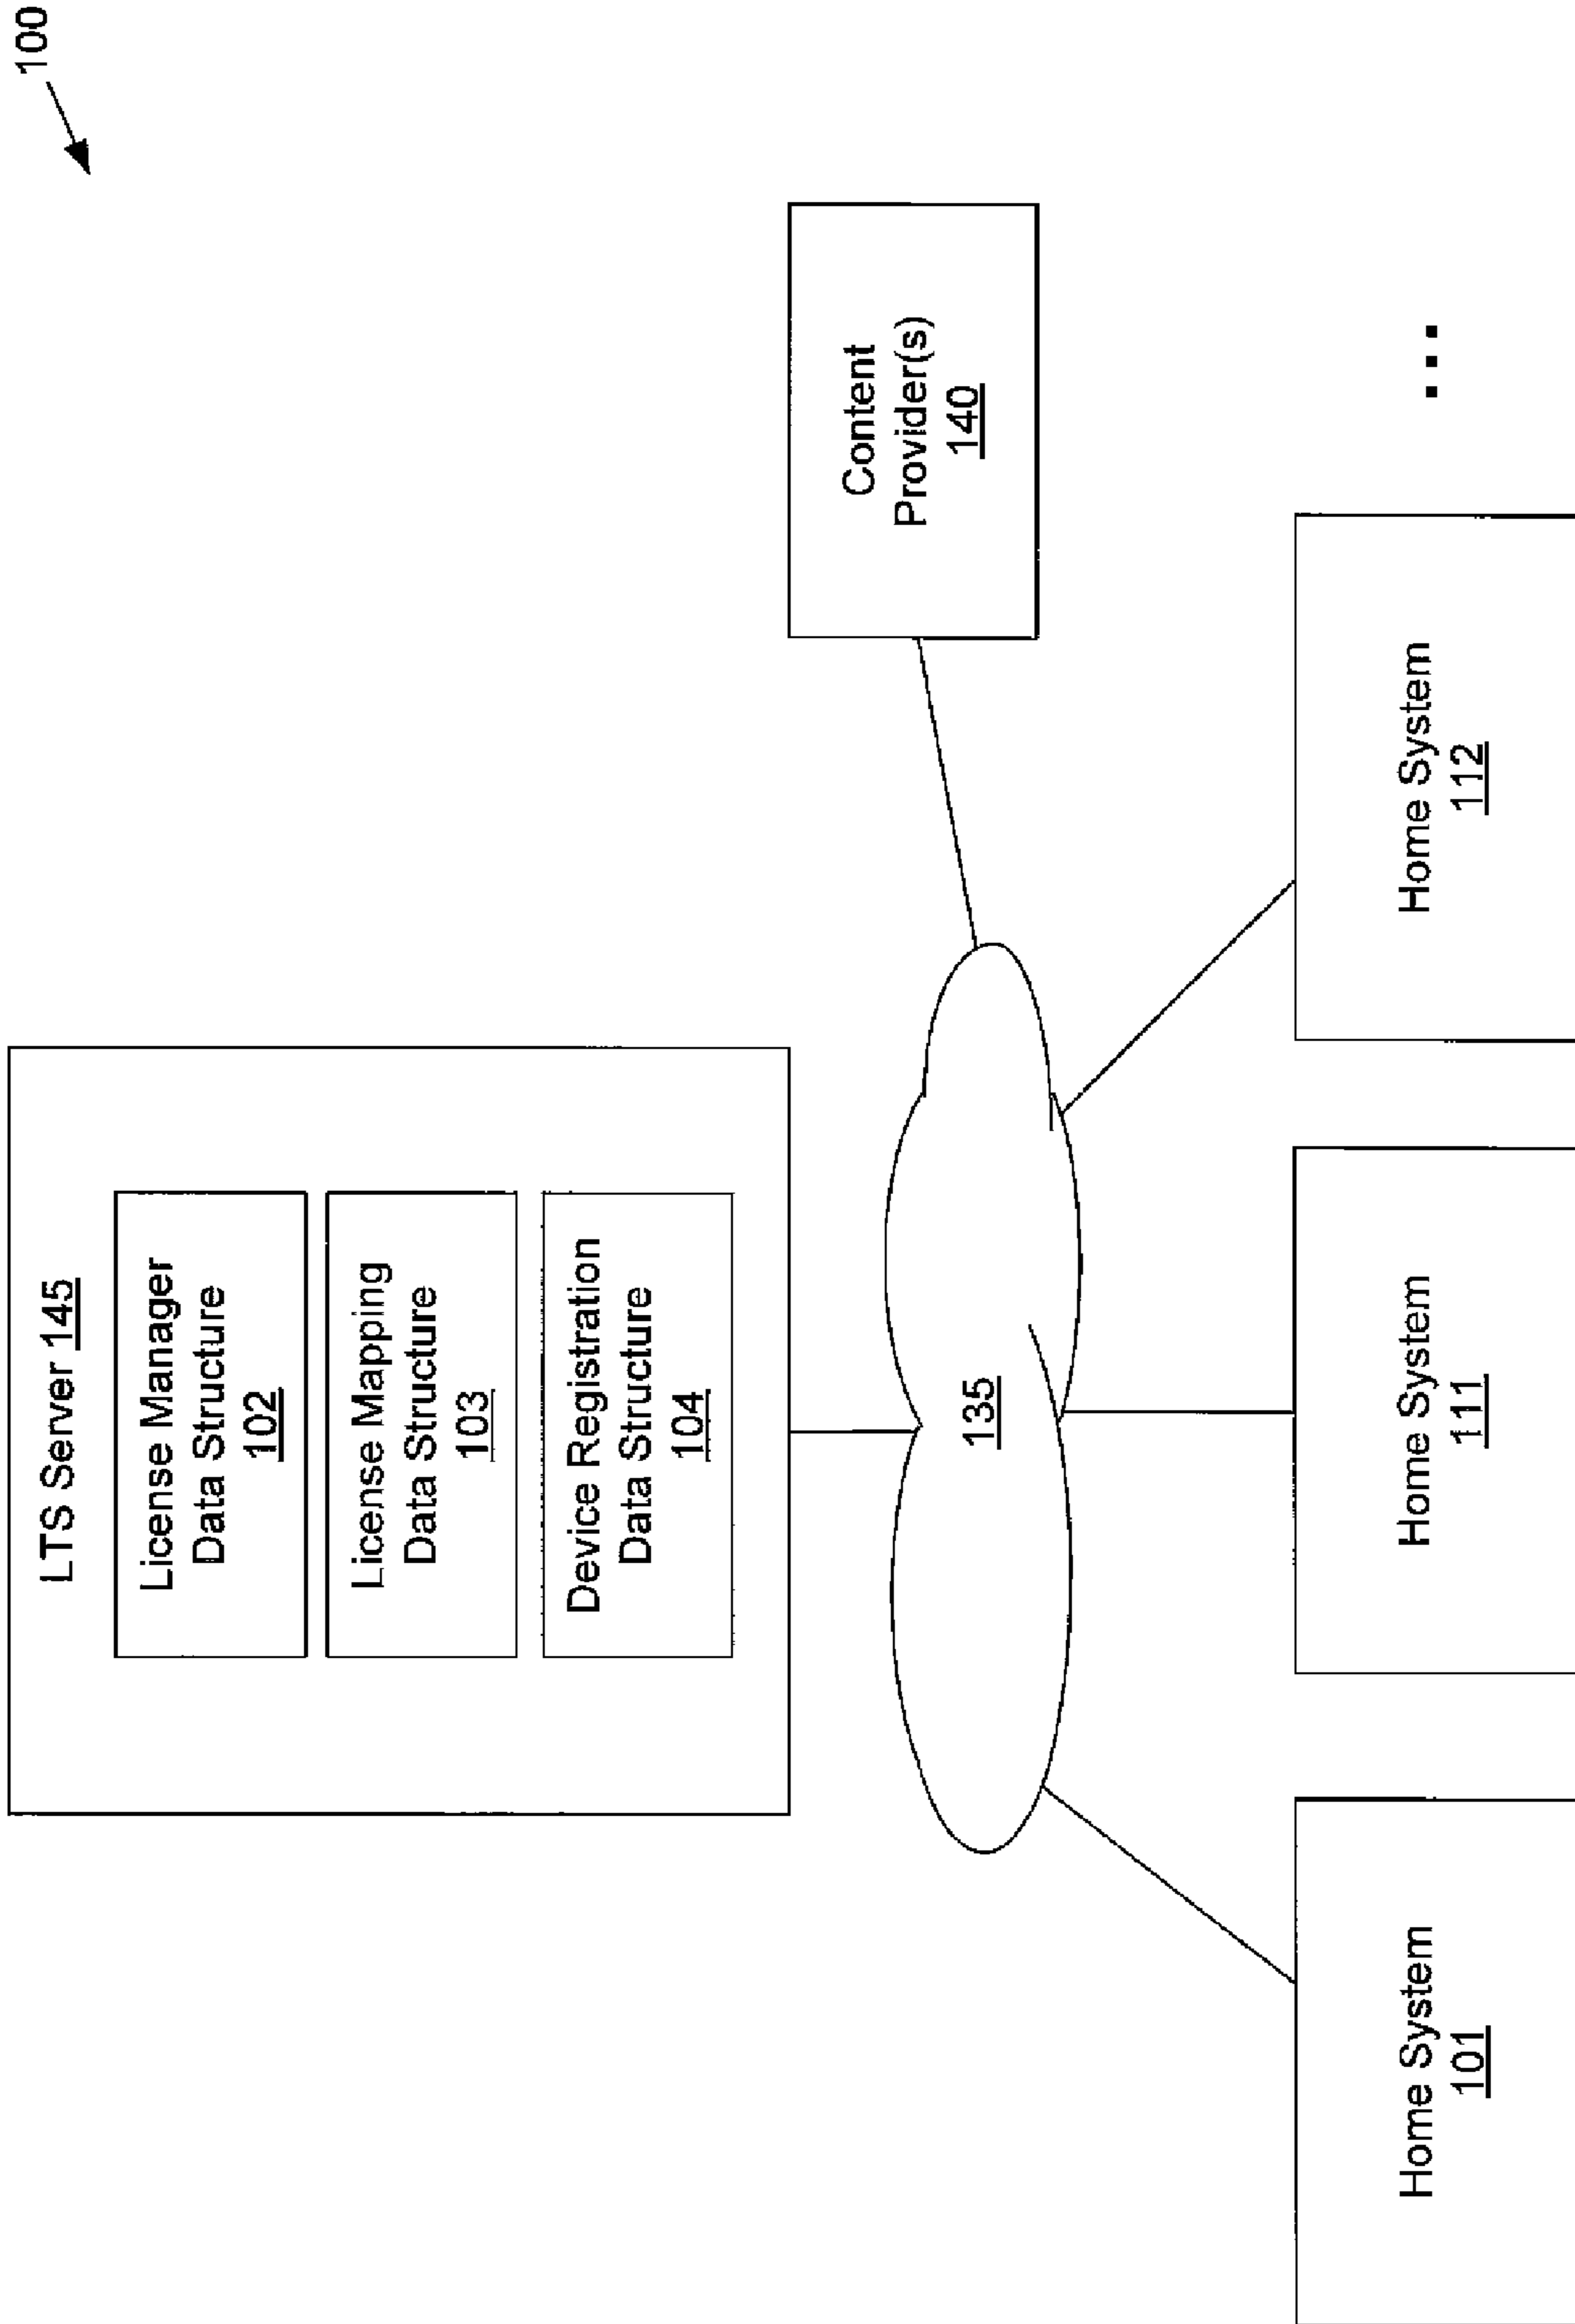 100
LTS Server 145
License Manager
Data Structure
102
License Mapping
Data Structure
103
Device Registration
Data Structure
104
135
Content
Provider(s)
140
Home System
101
Home System
111
Home System
112
...